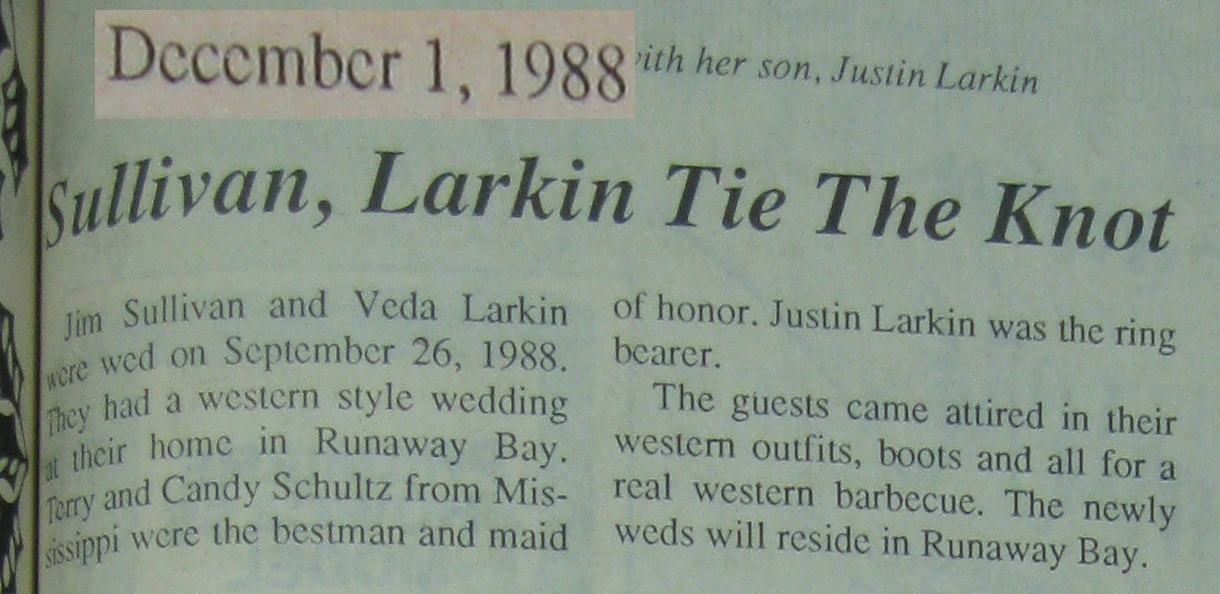 December 1, 1988
with her son, Justin Larkin
Sullivan, Larkin Tie The Knot
Jim Sullivan and Veda Larkin
were wed on September 26, 1988.
They had a western style wedding
at their home in Runaway Bay.
Terry and Candy Schultz from Mis-
sissippi were the bestman and maid
of honor. Justin Larkin was the ring
bearer.
The guests came attired in their
western outfits, boots and all for a
real western barbecue. The newly
weds will reside in Runaway Bay.